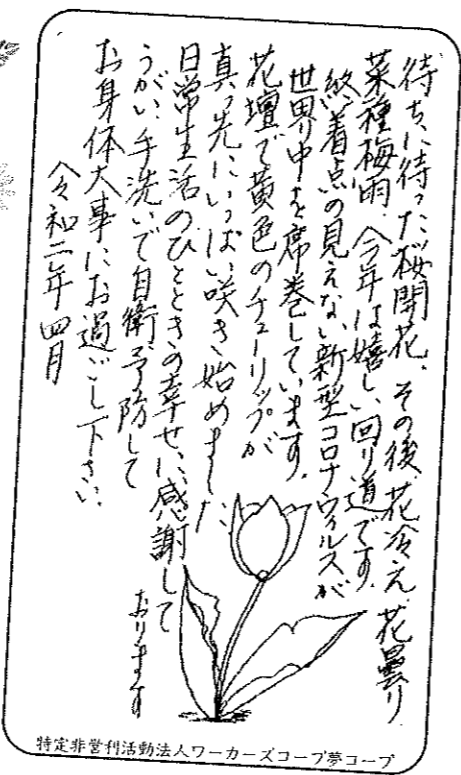 待ちに待った桜開花。その後、花冷え、花曇り
菜種梅雨、今年は嬉しい回り道です。
終着点の見えない新型コロナウィルスが
世界中を席巻しています。
花壇で黄色のチューリップが
真っ先にいっぱい咲き始めました
日常生活のひとときの幸せに感謝して
おります
うがい、手洗いで自衛予防して
お身体大事にお過ごし下さい。
令和二年四月
特定非営利活動法人ワーカーズコープ夢コープ